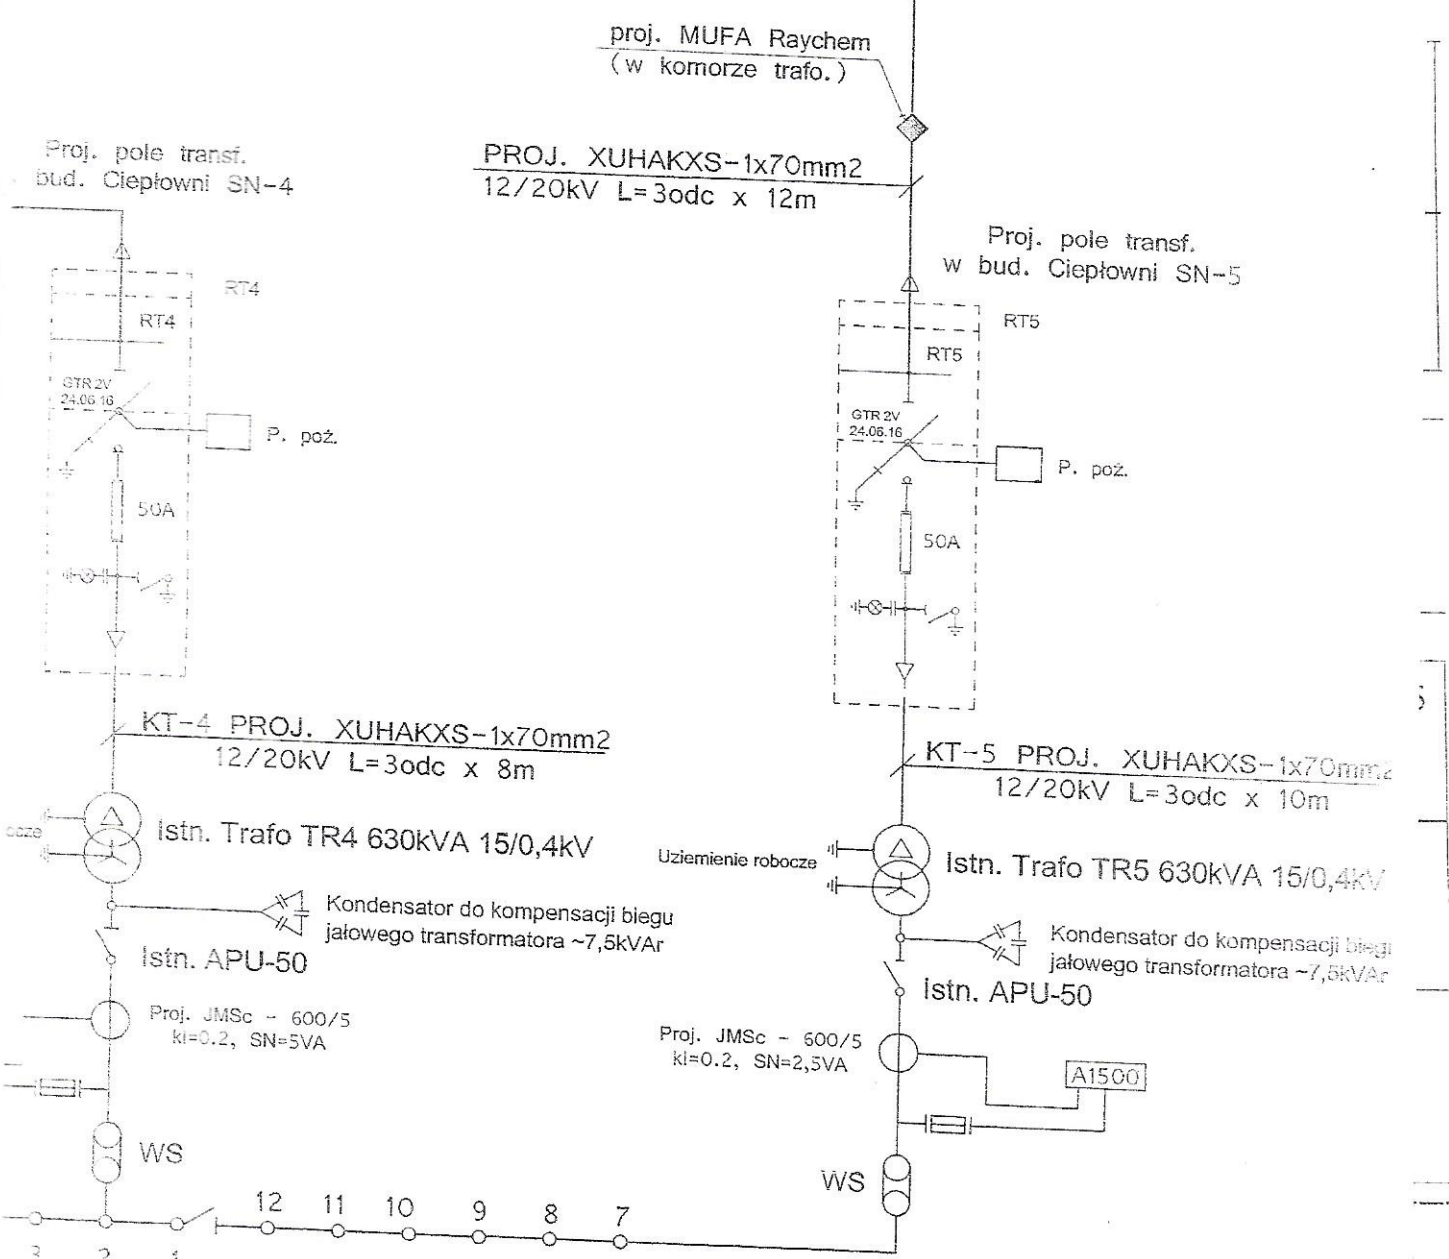 proj. MUFA Raychem
(w komorze trafo.)
Proj. pole transf.
bud. Ciepłowni SN-4
PROJ. XUHAKXS-1x70mm2
12/20kV L=3odc x 12m
Proj. pole transf.
w bud. Ciepłowni SN-5
RT4
RT4
GTR 2V
24.06.16
P. poż.
50A
RT5
RT5
GTR 2V
24.06.16
P. poż.
50A
KT-4 PROJ. XUHAKXS-1x70mm2
12/20kV L=3odc x 8m
KT-5 PROJ. XUHAKXS-1x70mm2
12/20kV L=3odc x 10m
Istn. Trafo TR4 630kVA 15/0,4kV
Uziemienie robocze
Istn. Trafo TR5 630kVA 15/0,4kV
Kondensator do kompensacji biegu
jałowego transformatora ~7,5kVAr
Istn. APU-50
Kondensator do kompensacji biegu
jałowego transformatora ~7,5kVAr
Istn. APU-50
Proj. JMSc - 600/5
kl=0.2, SN=5VA
Proj. JMSc - 600/5
kl=0.2, SN=2,5VA
A1500
WS
WS
12 11 10 9 8 7
3 2 1